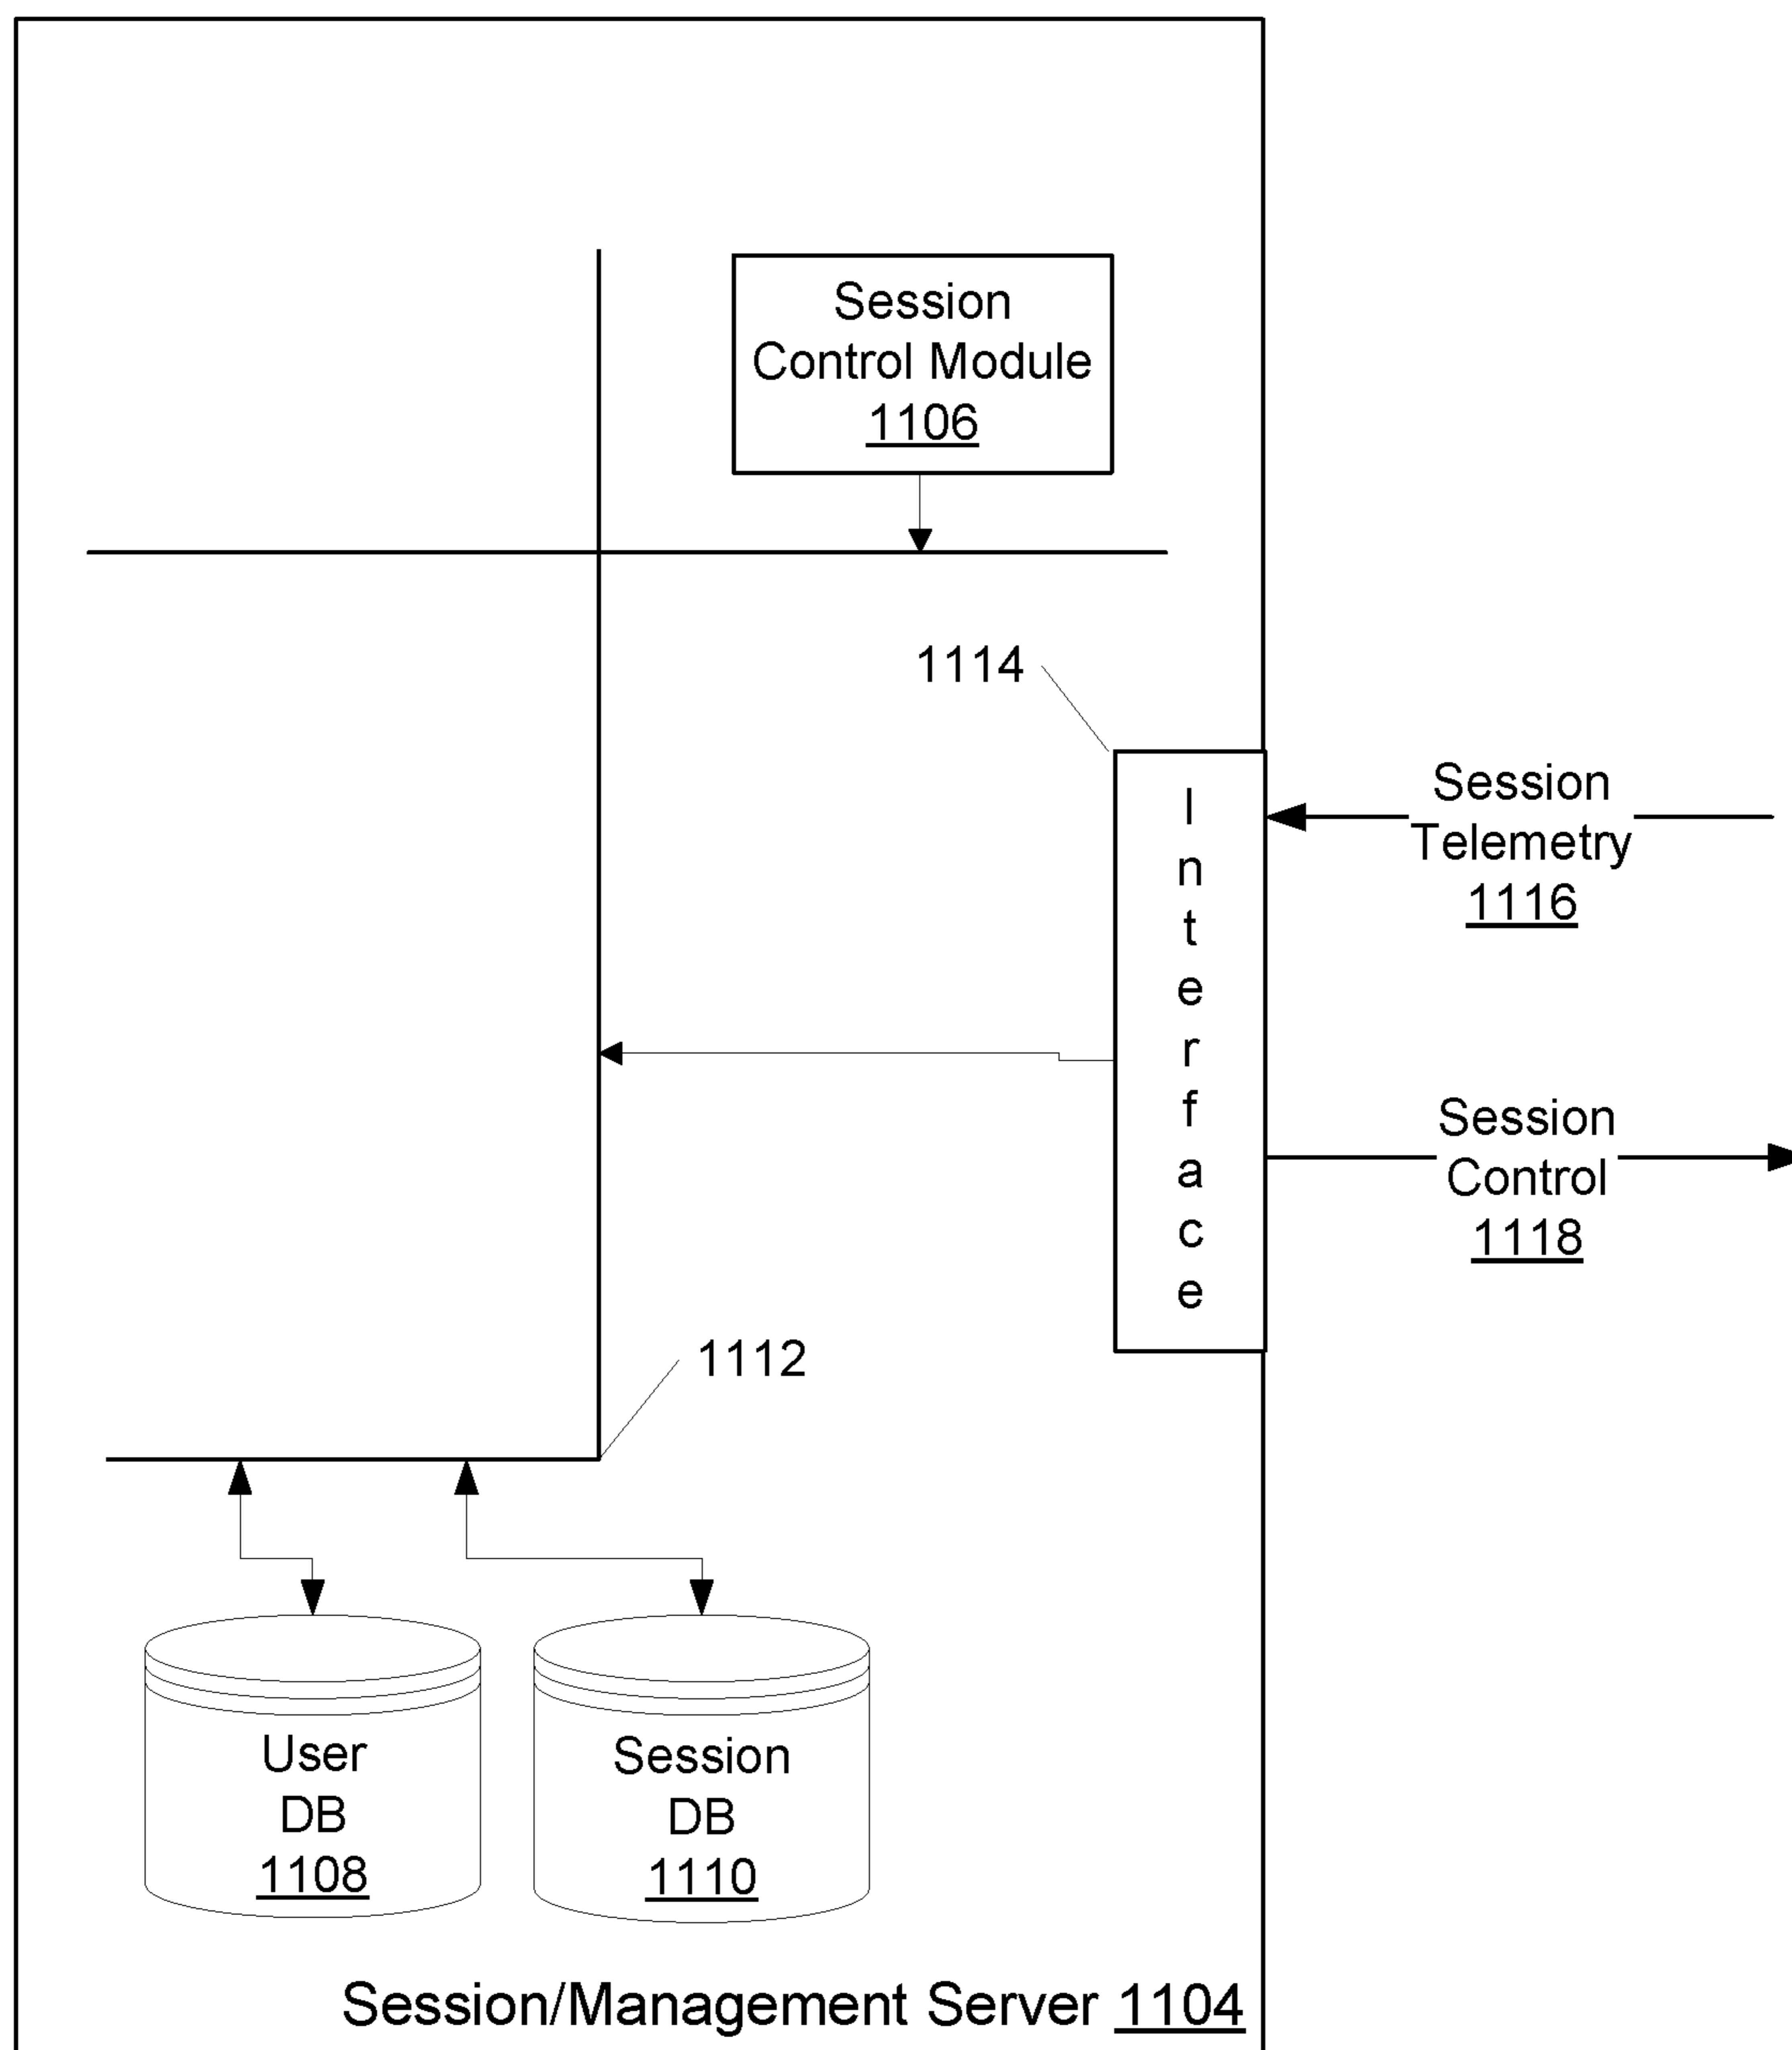 Session
Control Module
1106
1114
Interface
Session
Telemetry
1116
Session
Control
1118
1112
User
DB
1108
Session
DB
1110
Session/Management Server 1104